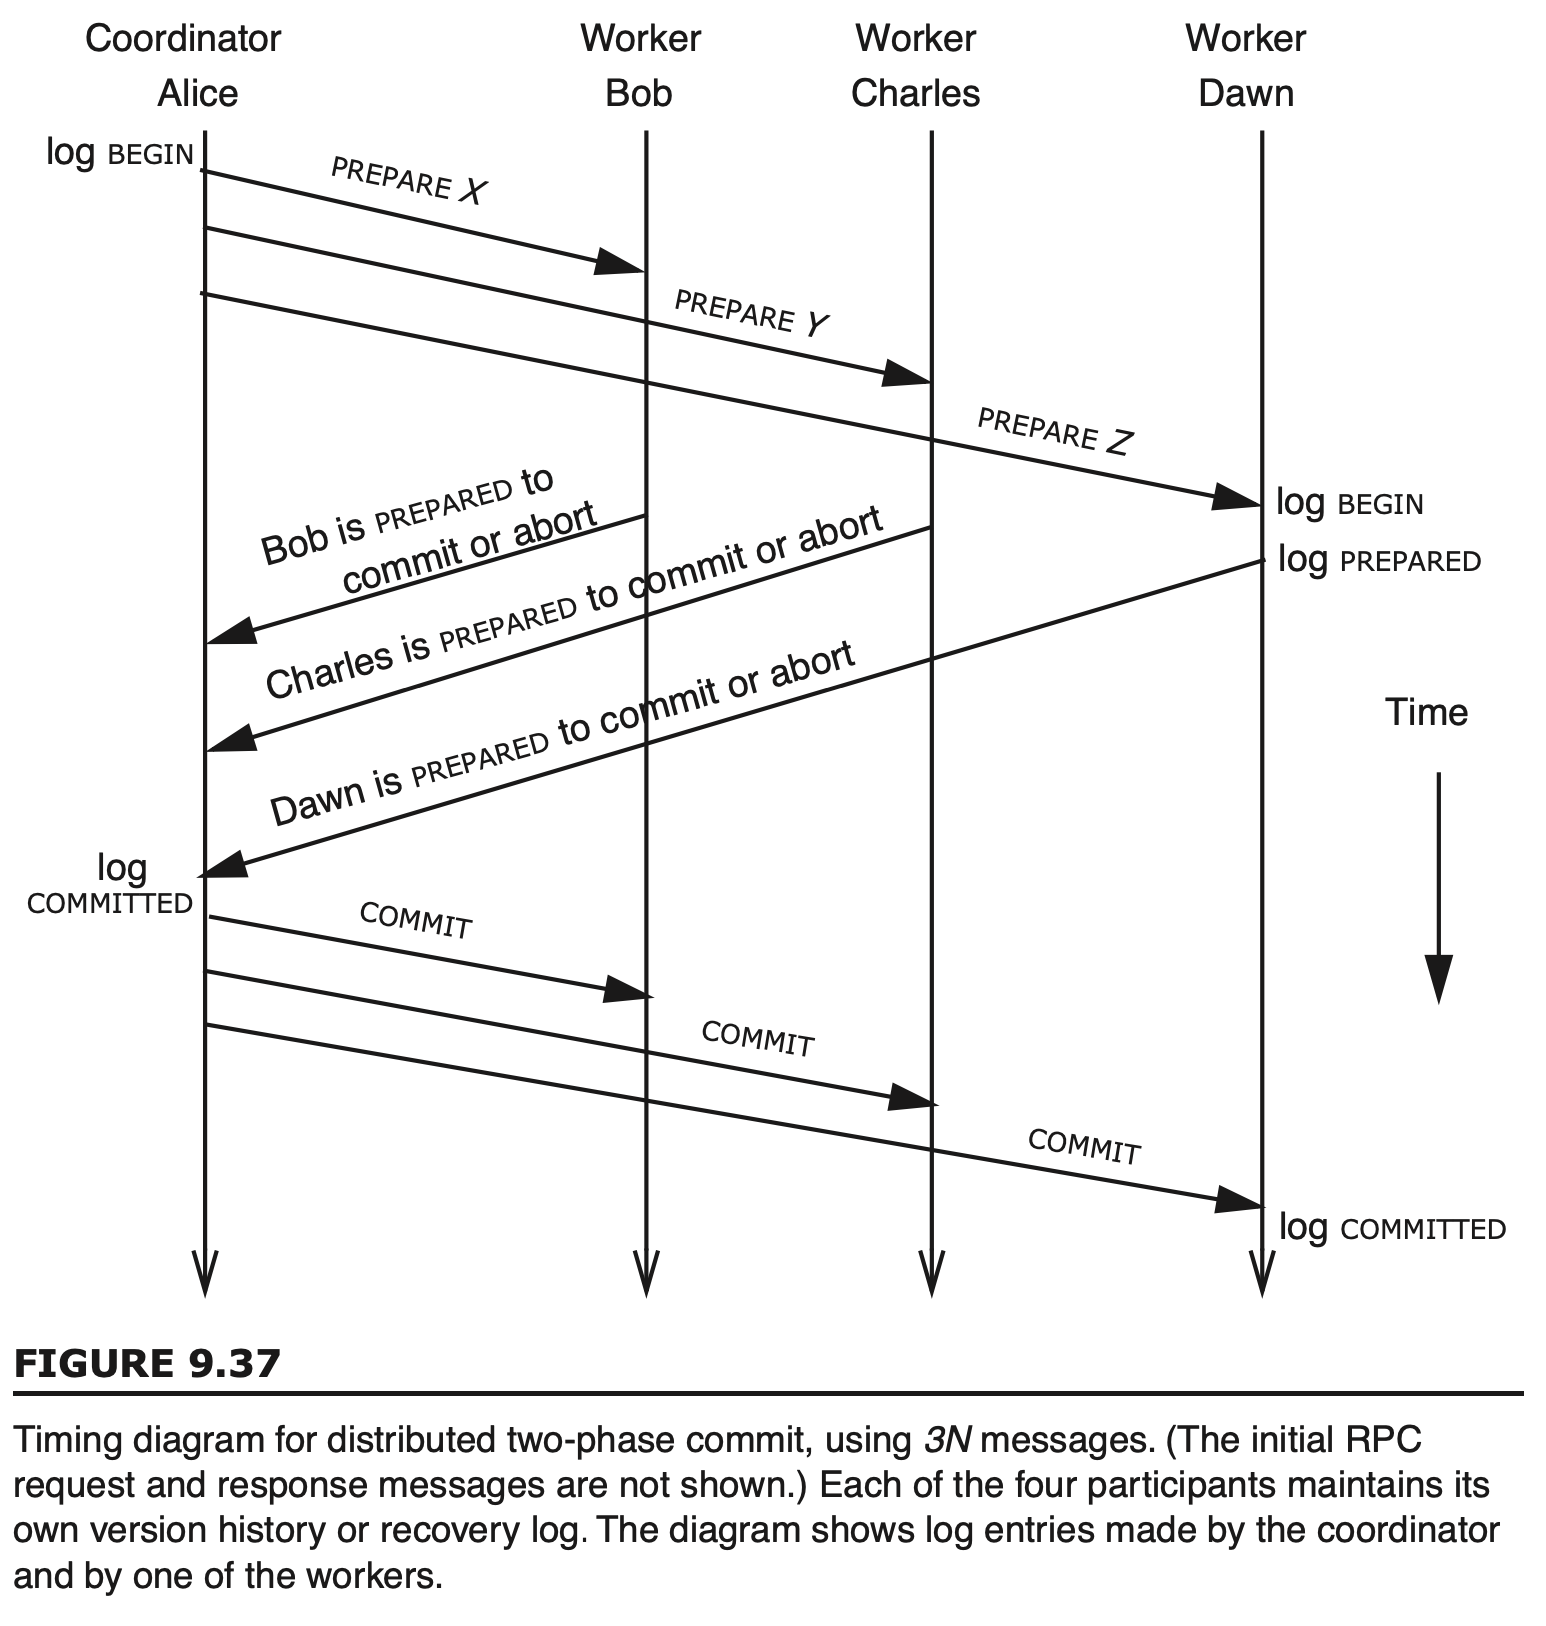 Coordinator Worker Worker Worker
Alice Bob Charles Dawn
log BEGIN
PREPARE X
PREPARE Y
PREPARE Z
log BEGIN
Bob is PREPARED to
commit or abort
Charles is PREPARED to commit or abort
log PREPARED
Dawn is PREPARED to commit or abort
Time
log
COMMITTED
COMMIT
COMMIT
COMMIT
log COMMITTED
FIGURE 9.37
Timing diagram for distributed two-phase commit, using 3N messages. (The initial RPC
request and response messages are not shown.) Each of the four participants maintains its
own version history or recovery log. The diagram shows log entries made by the coordinator
and by one of the workers.